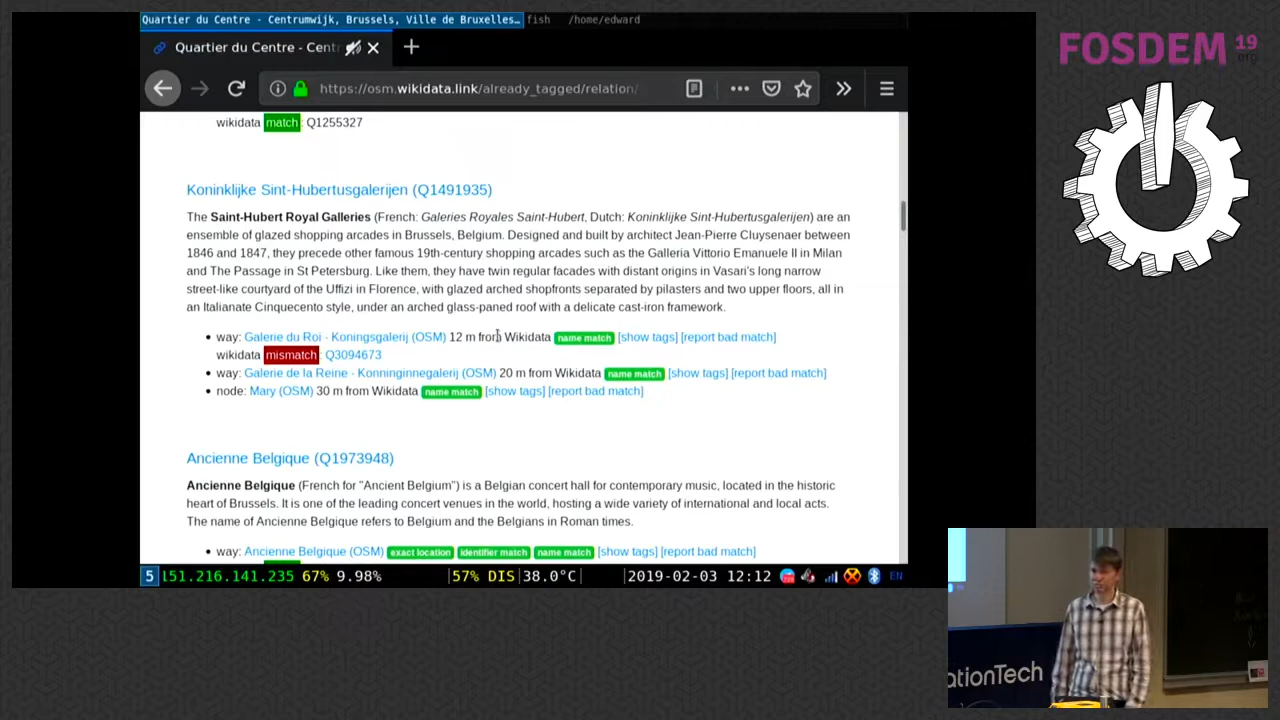 Quartier du Centre - Centrumwijk, Brussels, Ville de Bruxelles… fish /home/edward
FOSDEM 19
.org
Quartier du Centre - Cent
https://osm.wikidata.link/already_tagged/relation/
wikidata match: Q1255327
Koninklijke Sint-Hubertusgalerijen (Q1491935)
The Saint-Hubert Royal Galleries (French: Galeries Royales Saint-Hubert, Dutch: Koninklijke Sint-Hubertusgalerijen) are an
ensemble of glazed shopping arcades in Brussels, Belgium. Designed and built by architect Jean-Pierre Cluysenaer between
1846 and 1847, they precede other famous 19th-century shopping arcades such as the Galleria Vittorio Emanuele II in Milan
and The Passage in St Petersburg. Like them, they have twin regular facades with distant origins in Vasari's long narrow
street-like courtyard of the Uffizi in Florence, with glazed arched shopfronts separated by pilasters and two upper floors, all in
an Italianate Cinquecento style, under an arched glass-paned roof with a delicate cast-iron framework.
way: Galerie du Roi - Koningsgalerij (OSM) 12 m from Wikidata name match [show tags] [report bad match]
wikidata mismatch: Q3094673
way: Galerie de la Reine - Konninginnegalerij (OSM) 20 m from Wikidata name match [show tags] [report bad match]
node: Mary (OSM) 30 m from Wikidata name match [show tags] [report bad match]
Ancienne Belgique (Q1973948)
Ancienne Belgique (French for "Ancient Belgium") is a Belgian concert hall for contemporary music, located in the historic
heart of Brussels. It is one of the leading concert venues in the world, hosting a wide variety of international and local acts.
The name of Ancienne Belgique refers to Belgium and the Belgians in Roman times.
way: Ancienne Belgique (OSM) exact location identifier match name match [show tags] [report bad match]
5 151.216.141.235 67% 9.98% |57% DIS|38.0°C |2019-02-03 12:12 EN
ationTech